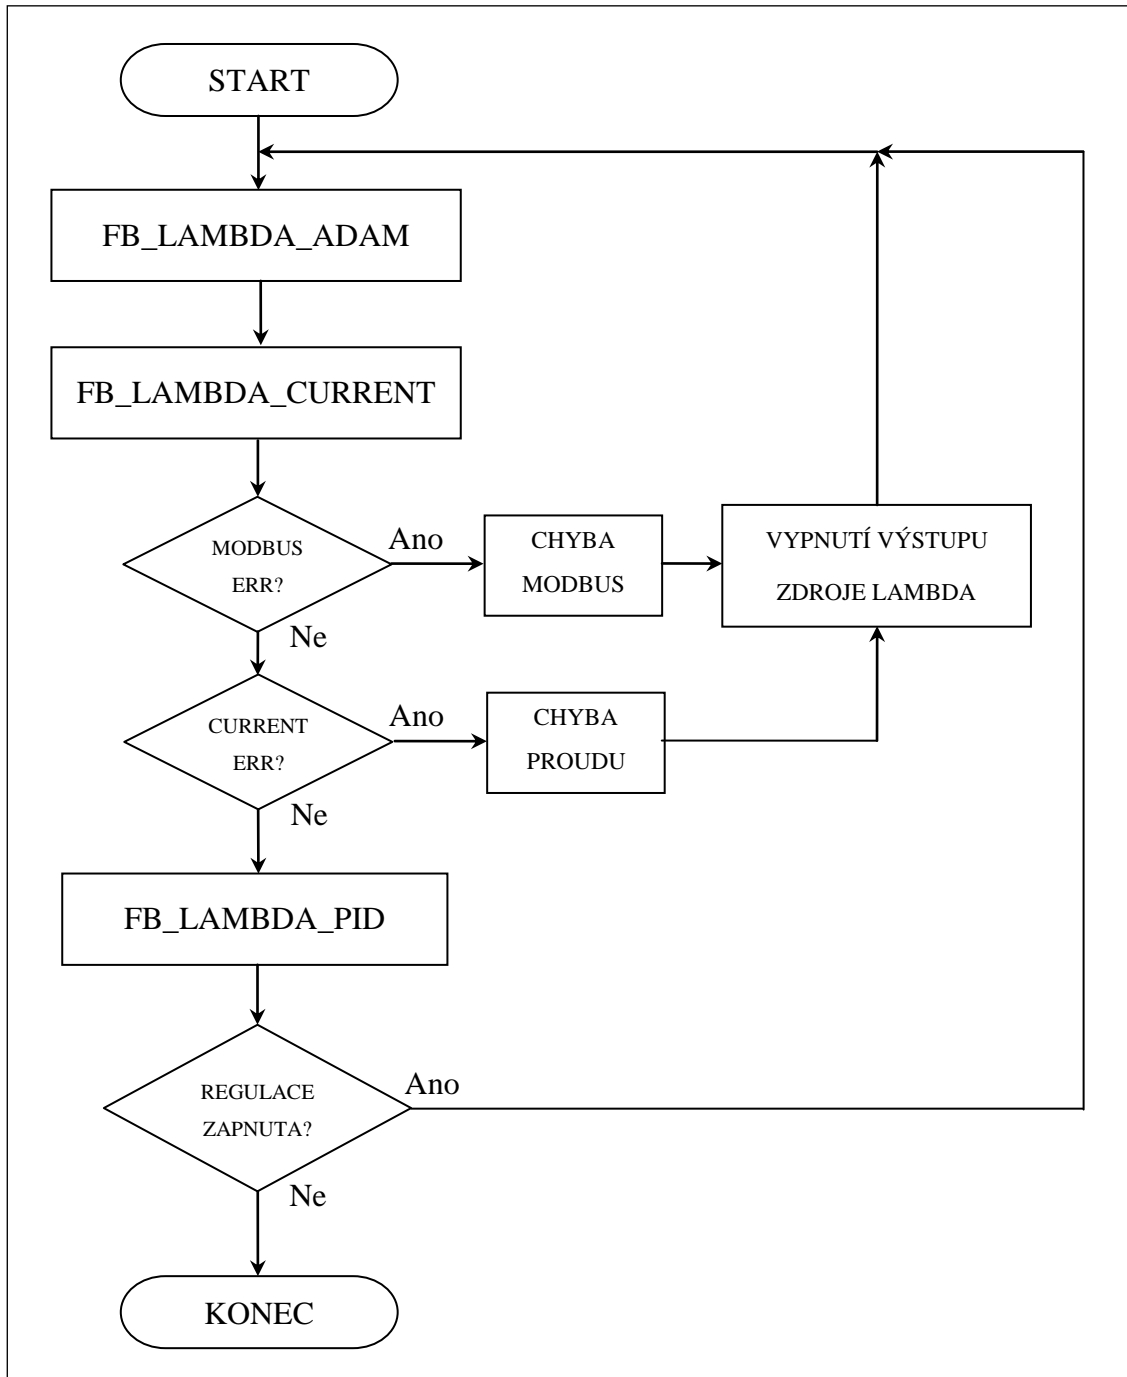 START
FB_LAMBDA_ADAM
FB_LAMBDA_CURRENT
MODBUS
ERR?
Ano
CHYBA
MODBUS
VYPNUTÍ VÝSTUPU
ZDROJE LAMBDA
Ne
CURRENT
ERR?
Ano
CHYBA
PROUDU
Ne
FB_LAMBDA_PID
REGULACE
ZAPNUTA?
Ano
Ne
KONEC